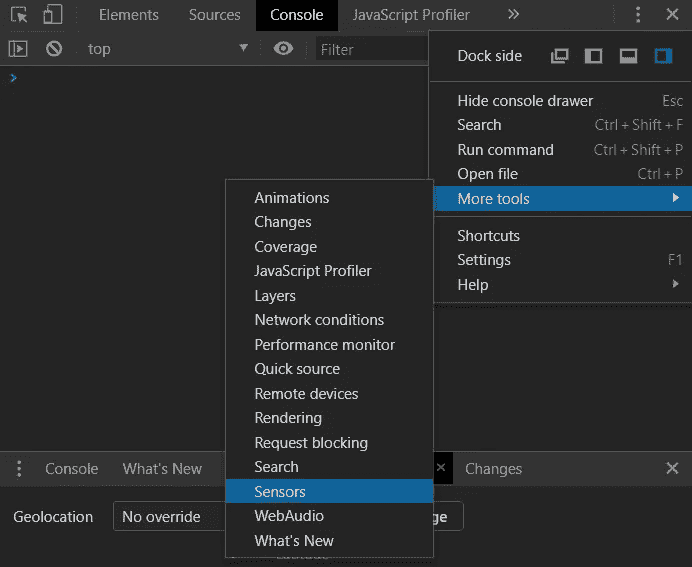 Elements Sources Console JavaScript Profiler »
top Filter
>
Dock side
Hide console drawer Esc
Search Ctrl + Shift + F
Run command Ctrl + Shift + P
Open file Ctrl + P
More tools
Shortcuts
Settings F1
Help
Animations
Changes
Coverage
JavaScript Profiler
Layers
Network conditions
Performance monitor
Quick source
Remote devices
Rendering
Request blocking
Search
Sensors
WebAudio
What's New
Console What's New Changes
Geolocation No override